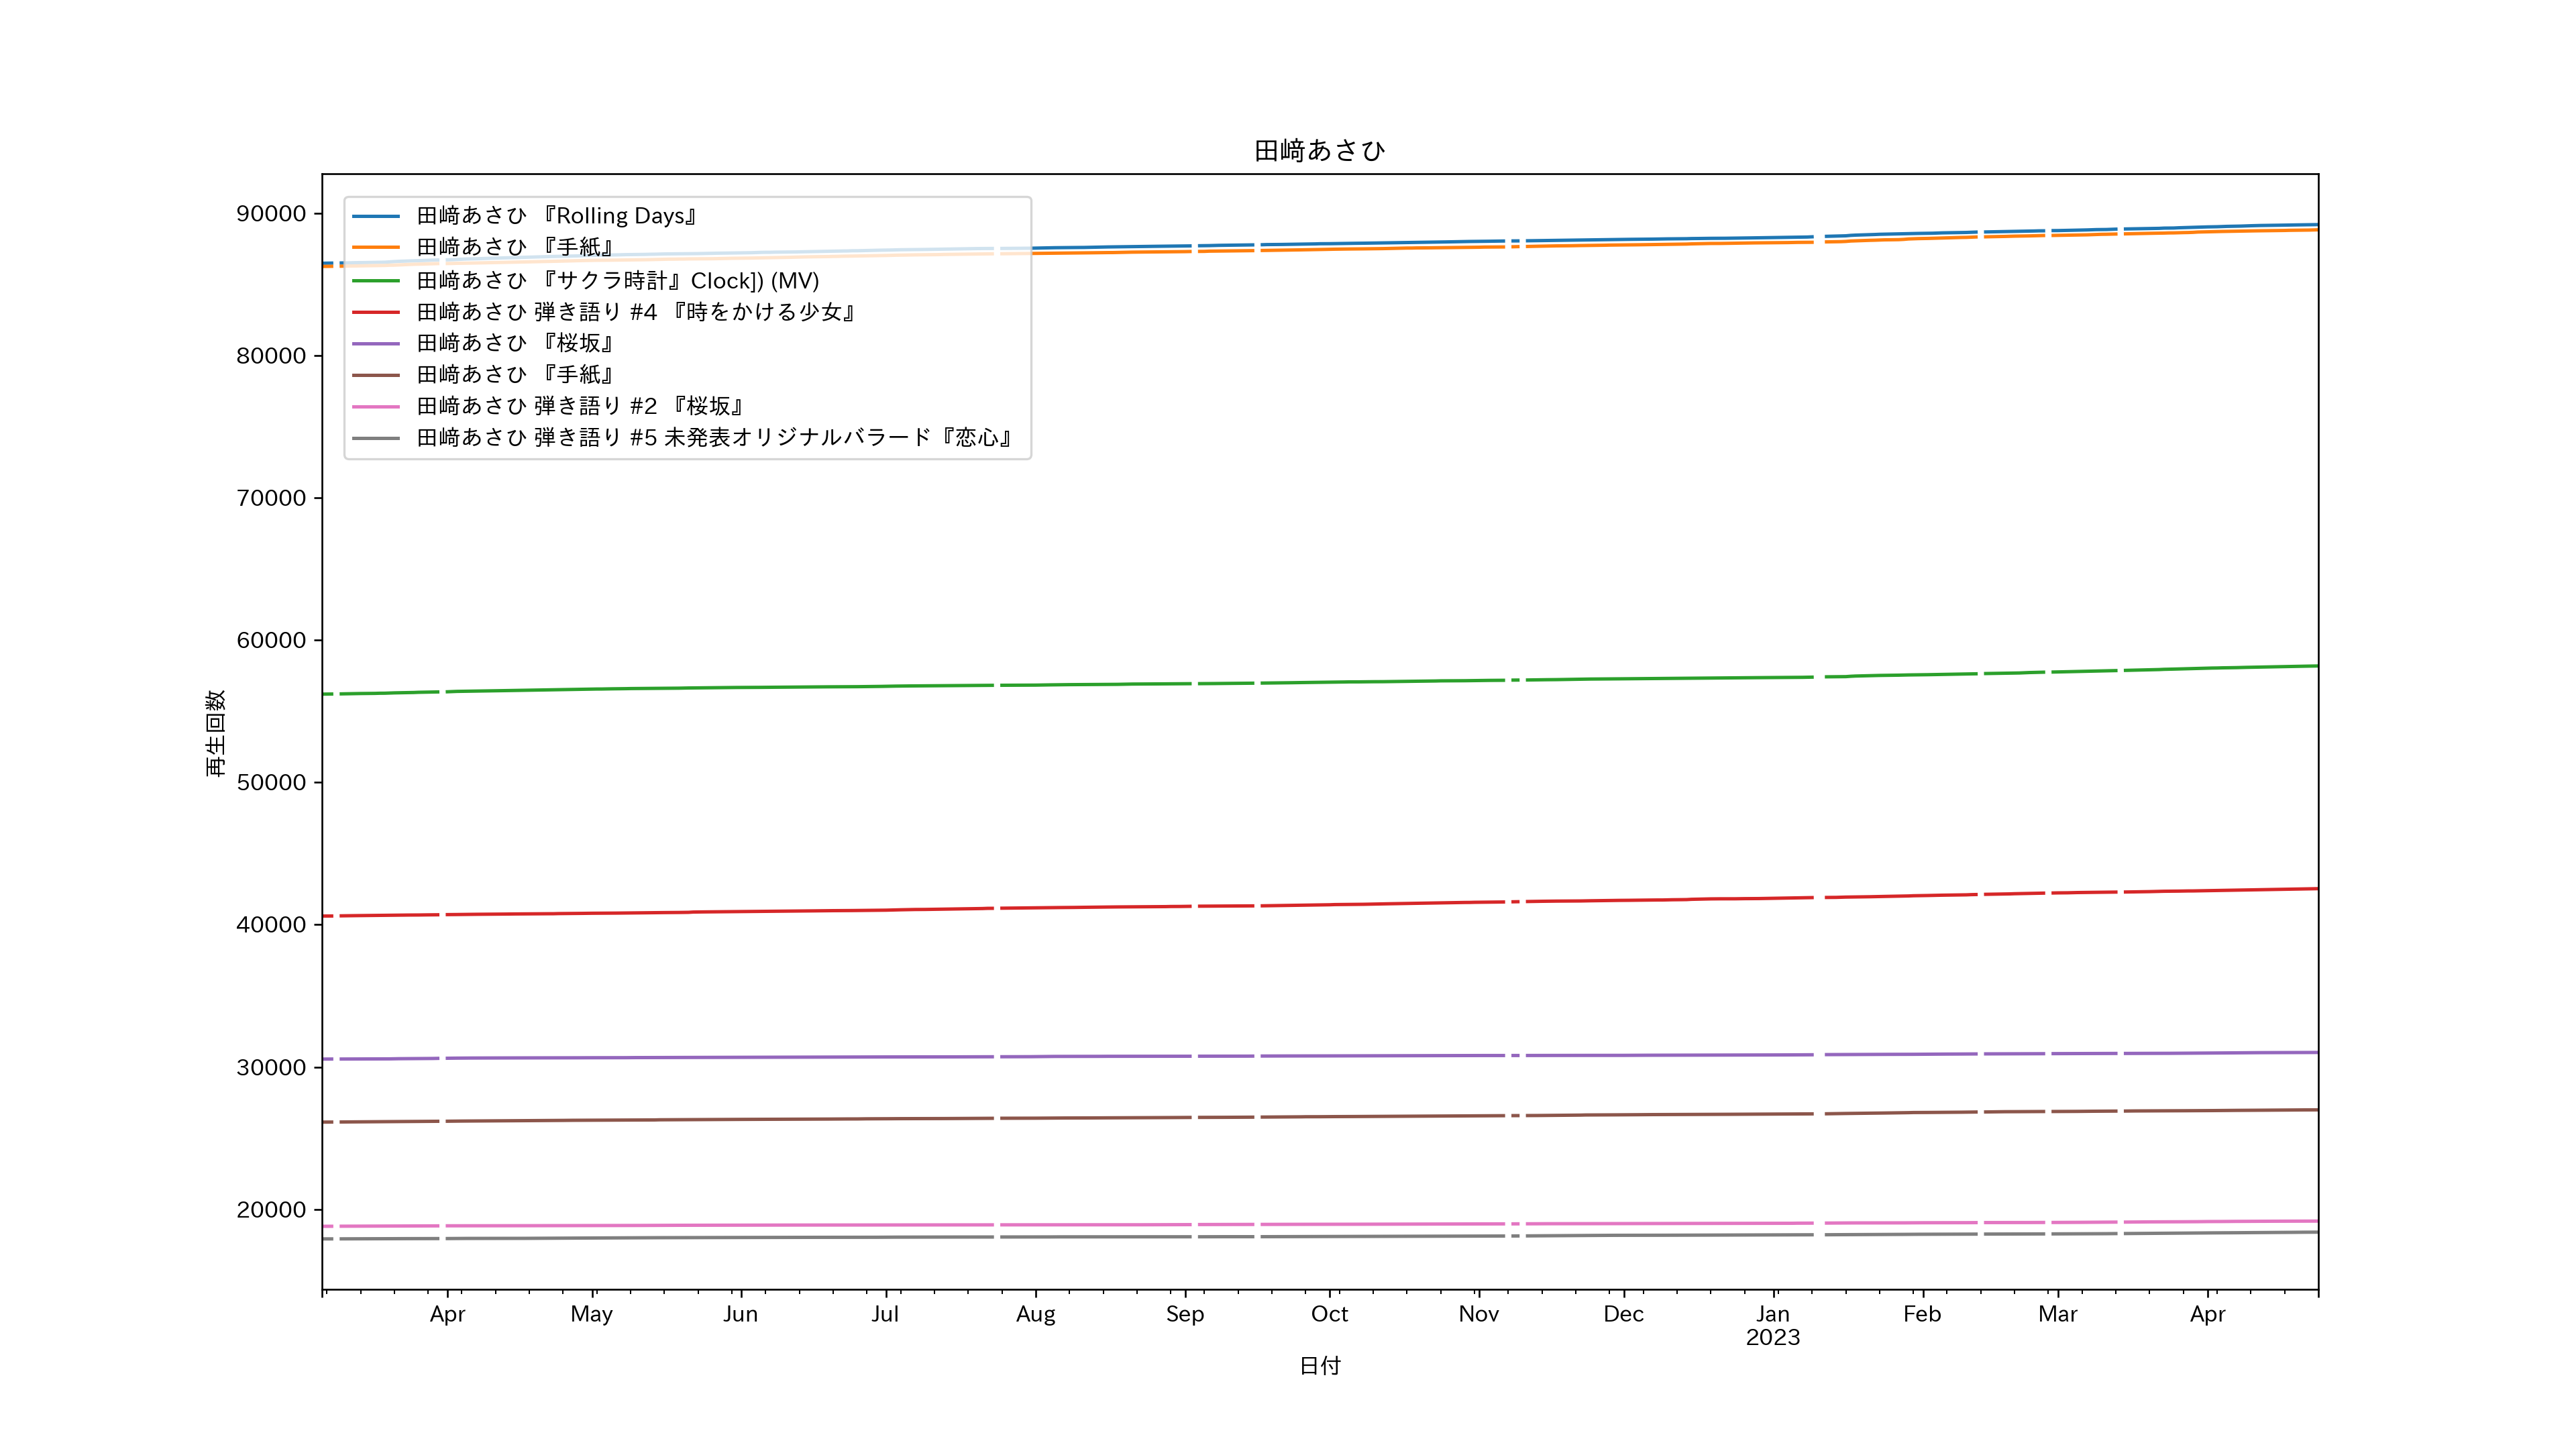 田﨑あさひ
90000
80000
70000
60000
50000
40000
30000
20000
再生回数
田﨑あさひ 『Rolling Days』
田﨑あさひ 『手紙』
田﨑あさひ 『サクラ時計』Clock]) (MV)
田﨑あさひ 弾き語り #4 『時をかける少女』
田﨑あさひ 『桜坂』
田﨑あさひ 『手紙』
田﨑あさひ 弾き語り #2 『桜坂』
田﨑あさひ 弾き語り #5 未発表オリジナルバラード『恋心』
Apr May Jun Jul Aug Sep Oct Nov Dec Jan Feb Mar Apr
2023
日付